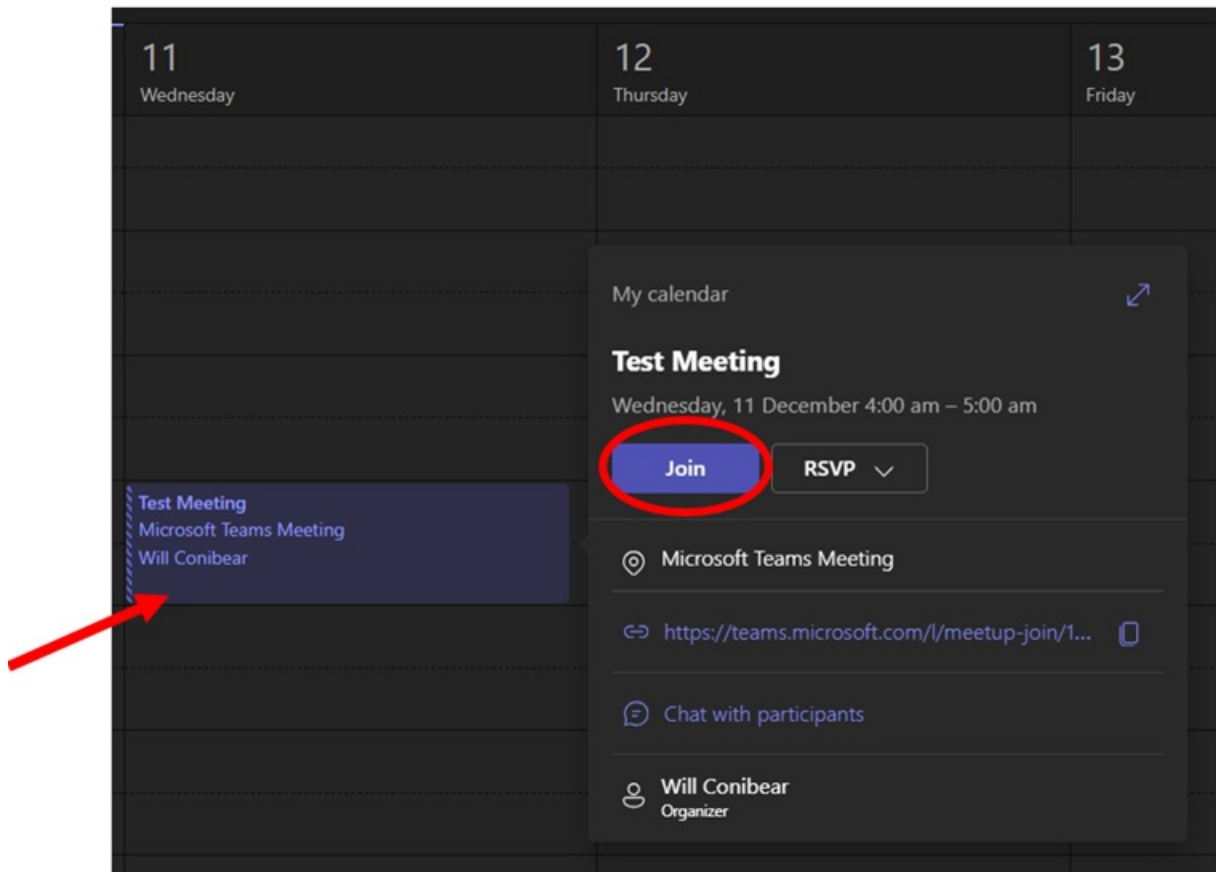 11
Wednesday
12
Thursday
13
Friday
Test Meeting
Microsoft Teams Meeting
Will Conibear
My calendar
Test Meeting
Wednesday, 11 December 4:00 am – 5:00 am
Join
RSVP
Microsoft Teams Meeting
https://teams.microsoft.com/l/meetup-join/1...
Chat with participants
Will Conibear
Organizer